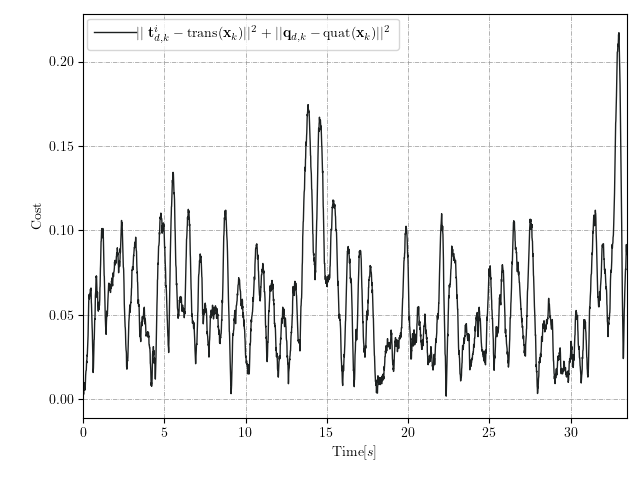 || t^i_{d,k} − trans(x_k)||^2 + ||q_{d,k} − quat(x_k)||^2
0.20
0.15
0.10
0.05
0.00
Cost
0 5 10 15 20 25 30
Time[s]